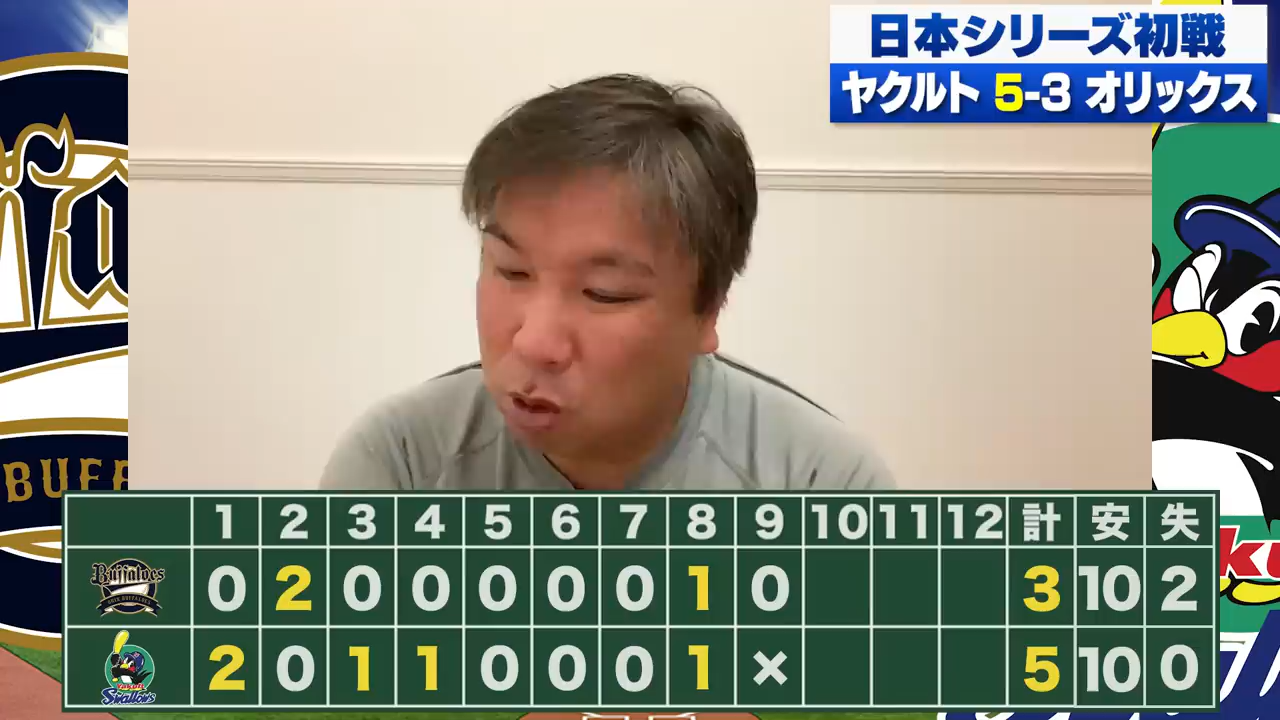 日本シリーズ初戦
ヤクルト 5-3 オリックス
BUFF
1 2 3 4 5 6 7 8 9 10 11 12 計 安 失
Buffaloes 0 2 0 0 0 0 0 1 0 3 10 2
Swallows 2 0 1 1 0 0 0 1 × 5 10 0